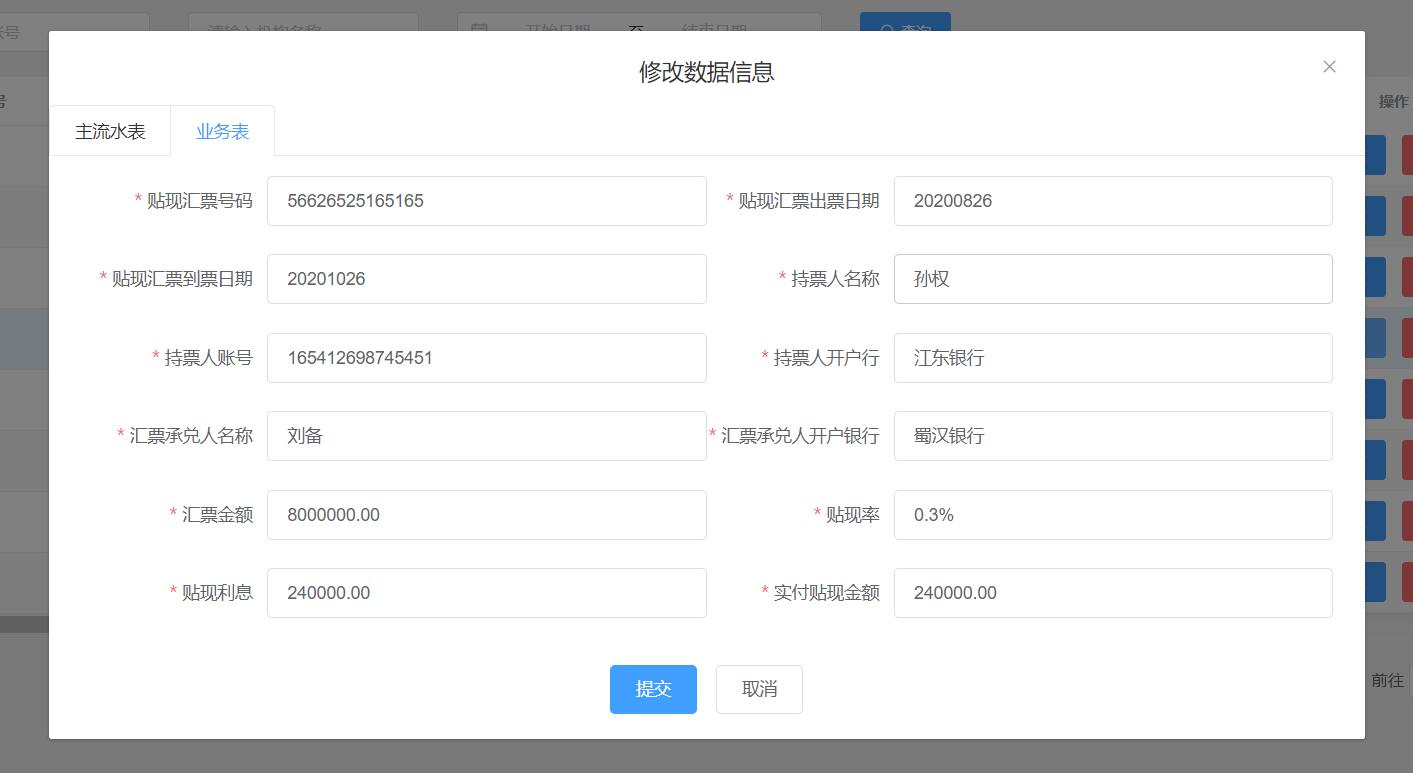 号
请输入机构名称
开始日期 至 结束日期
查询
修改数据信息
号
操作
主流水表
业务表
* 贴现汇票号码 56626525165165
* 贴现汇票出票日期 20200826
* 贴现汇票到票日期 20201026
* 持票人名称 孙权
* 持票人账号 165412698745451
* 持票人开户行 江东银行
* 汇票承兑人名称 刘备
* 汇票承兑人开户银行 蜀汉银行
* 汇票金额 8000000.00
* 贴现率 0.3%
* 贴现利息 240000.00
* 实付贴现金额 240000.00
前往
提交
取消